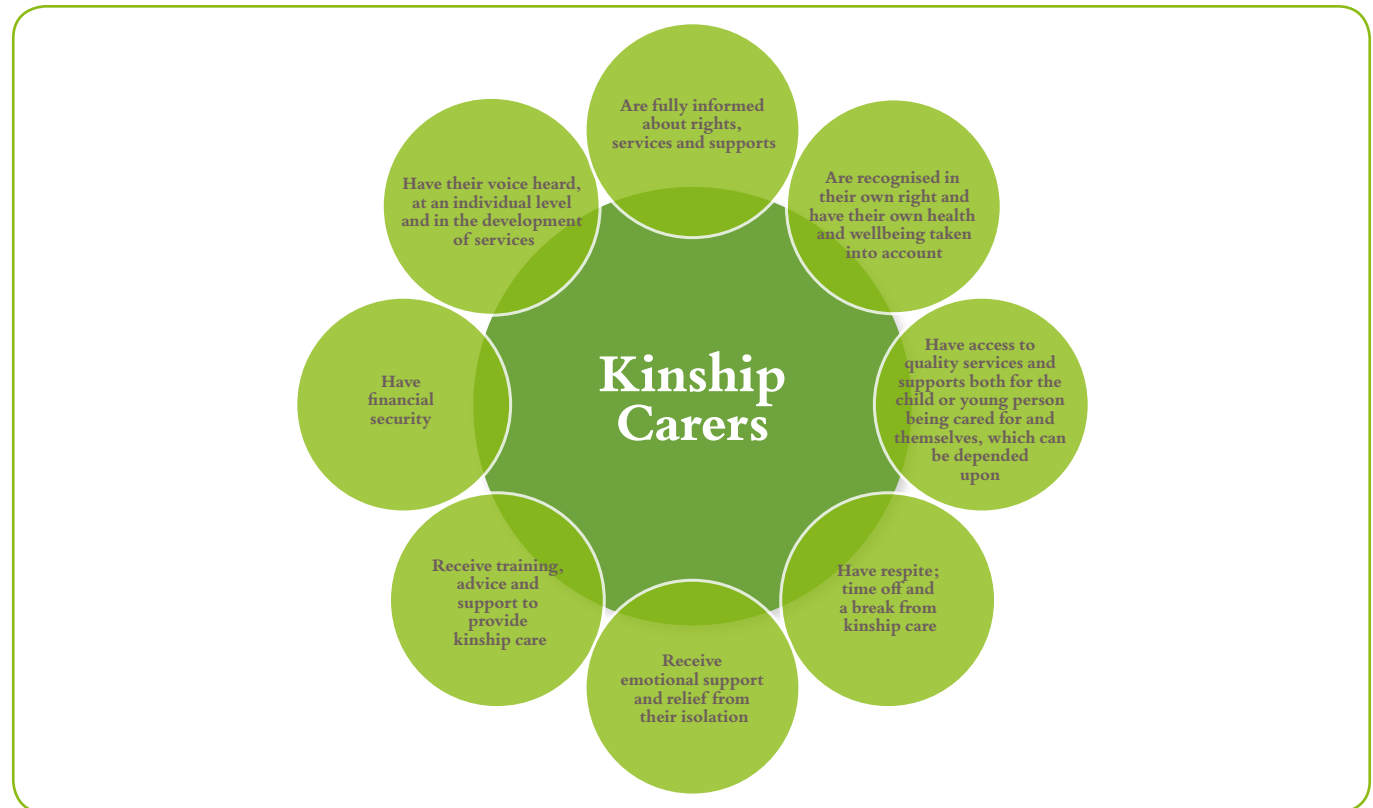 Are fully informed
about rights,
services and supports
Are recognised in
their own right and
have their own health
and wellbeing taken
into account
Have access to
quality services and
supports both for the
child or young person
being cared for and
themselves, which can
be depended
upon
Have respite;
time off and
a break from
kinship care
Receive
emotional support
and relief from
their isolation
Receive training,
advice and
support to
provide
kinship care
Have
financial
security
Have their voice heard,
at an individual level
and in the development
of services
Kinship
Carers